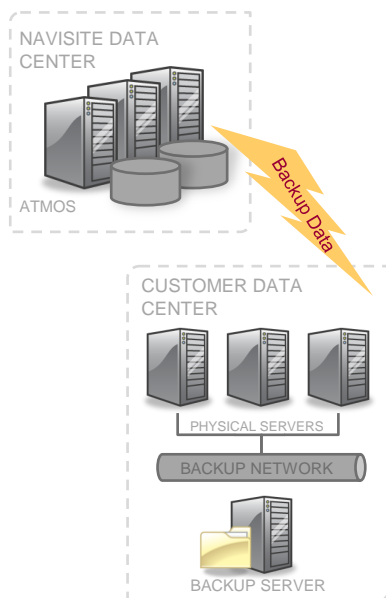 NAVISITE DATA
CENTER
ATMOS
Backup Data
CUSTOMER DATA
CENTER
PHYSICAL SERVERS
BACKUP NETWORK
BACKUP SERVER